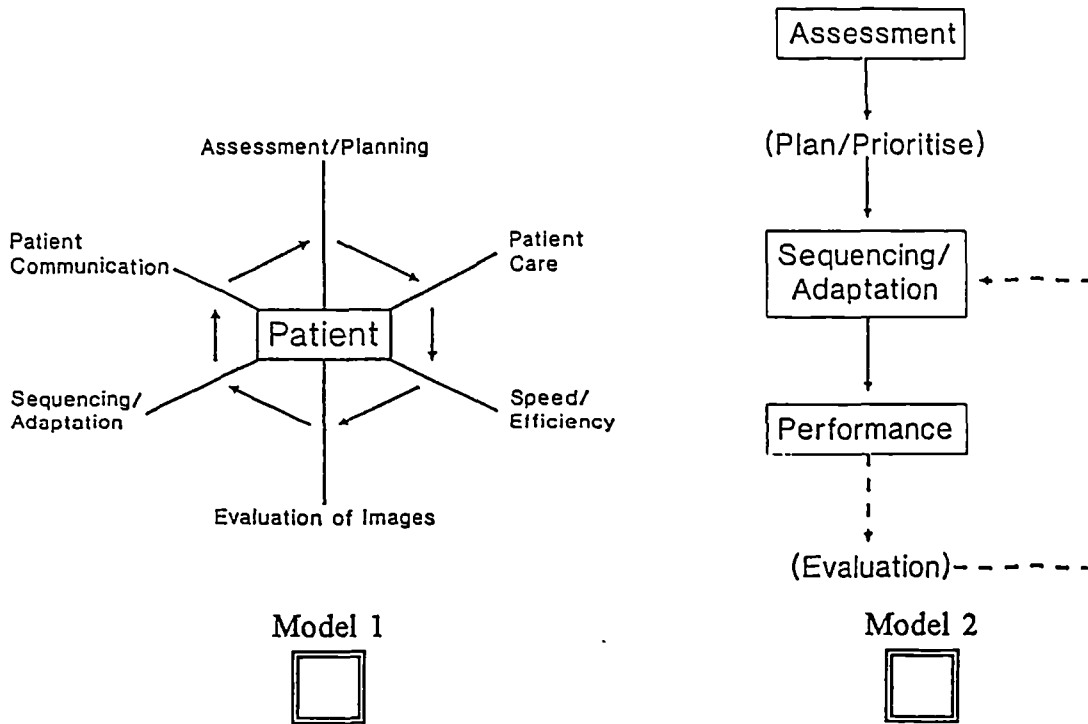 Assessment/Planning
Patient
Care
Speed/
Efficiency
Evaluation of Images
Sequencing/
Adaptation
Patient
Communication
Patient
Model 1
Assessment
(Plan/Prioritise)
Sequencing/
Adaptation
Performance
(Evaluation)
Model 2